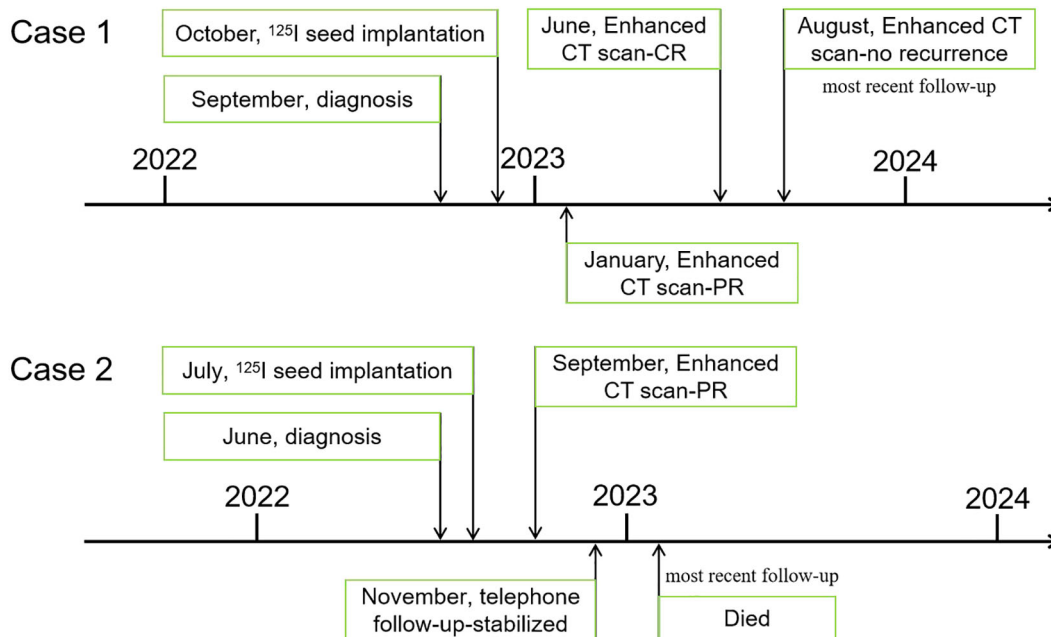 Case 1
October, ¹²⁵I seed implantation
September, diagnosis
June, Enhanced
CT scan-CR
August, Enhanced CT
scan-no recurrence
most recent follow-up
2022
2023
2024
January, Enhanced
CT scan-PR
Case 2
July, ¹²⁵I seed implantation
June, diagnosis
September, Enhanced
CT scan-PR
2022
2023
2024
November, telephone
follow-up-stabilized
most recent follow-up
Died